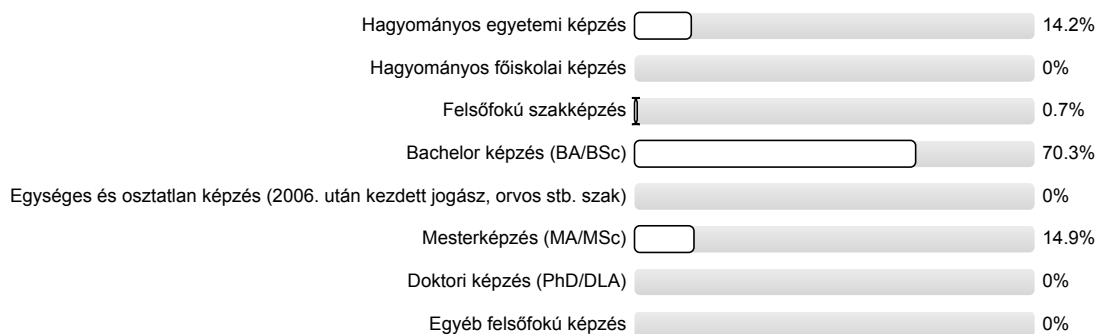 Hagyományos egyetemi képzés 14.2%
Hagyományos főiskolai képzés 0%
Felsőfokú szakképzés 0.7%
Bachelor képzés (BA/BSc) 70.3%
Egységes és osztatlan képzés (2006. után kezdett jogász, orvos stb. szak) 0%
Mesterképzés (MA/MSc) 14.9%
Doktori képzés (PhD/DLA) 0%
Egyéb felsőfokú képzés 0%